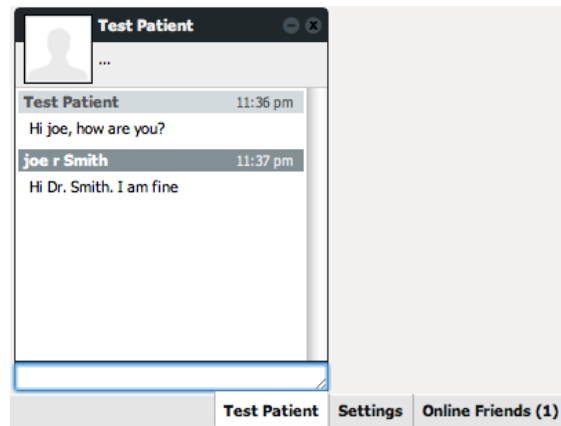 Test Patient
...
Test Patient 11:36 pm
Hi joe, how are you?
joe r Smith 11:37 pm
Hi Dr. Smith. I am fine
Test Patient Settings Online Friends (1)